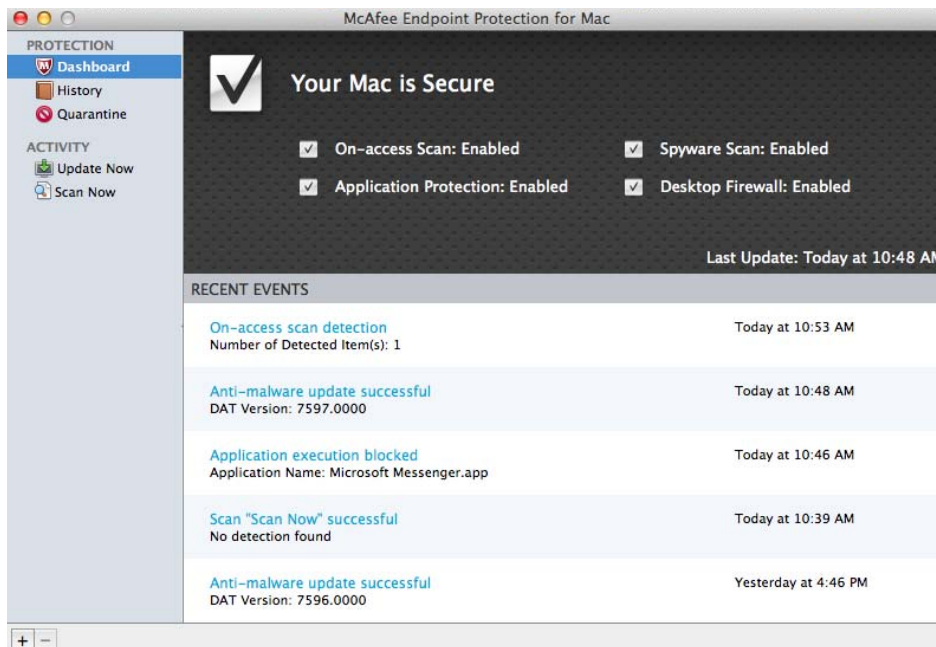 McAfee Endpoint Protection for Mac
PROTECTION
Dashboard
History
Quarantine
ACTIVITY
Update Now
Scan Now
Your Mac is Secure
On-access Scan: Enabled
Spyware Scan: Enabled
Application Protection: Enabled
Desktop Firewall: Enabled
Last Update: Today at 10:48 AM
RECENT EVENTS
On-access scan detection
Today at 10:53 AM
Number of Detected Item(s): 1
Anti-malware update successful
Today at 10:48 AM
DAT Version: 7597.0000
Application execution blocked
Today at 10:46 AM
Application Name: Microsoft Messenger.app
Scan "Scan Now" successful
Today at 10:39 AM
No detection found
Anti-malware update successful
Yesterday at 4:46 PM
DAT Version: 7596.0000
+ −